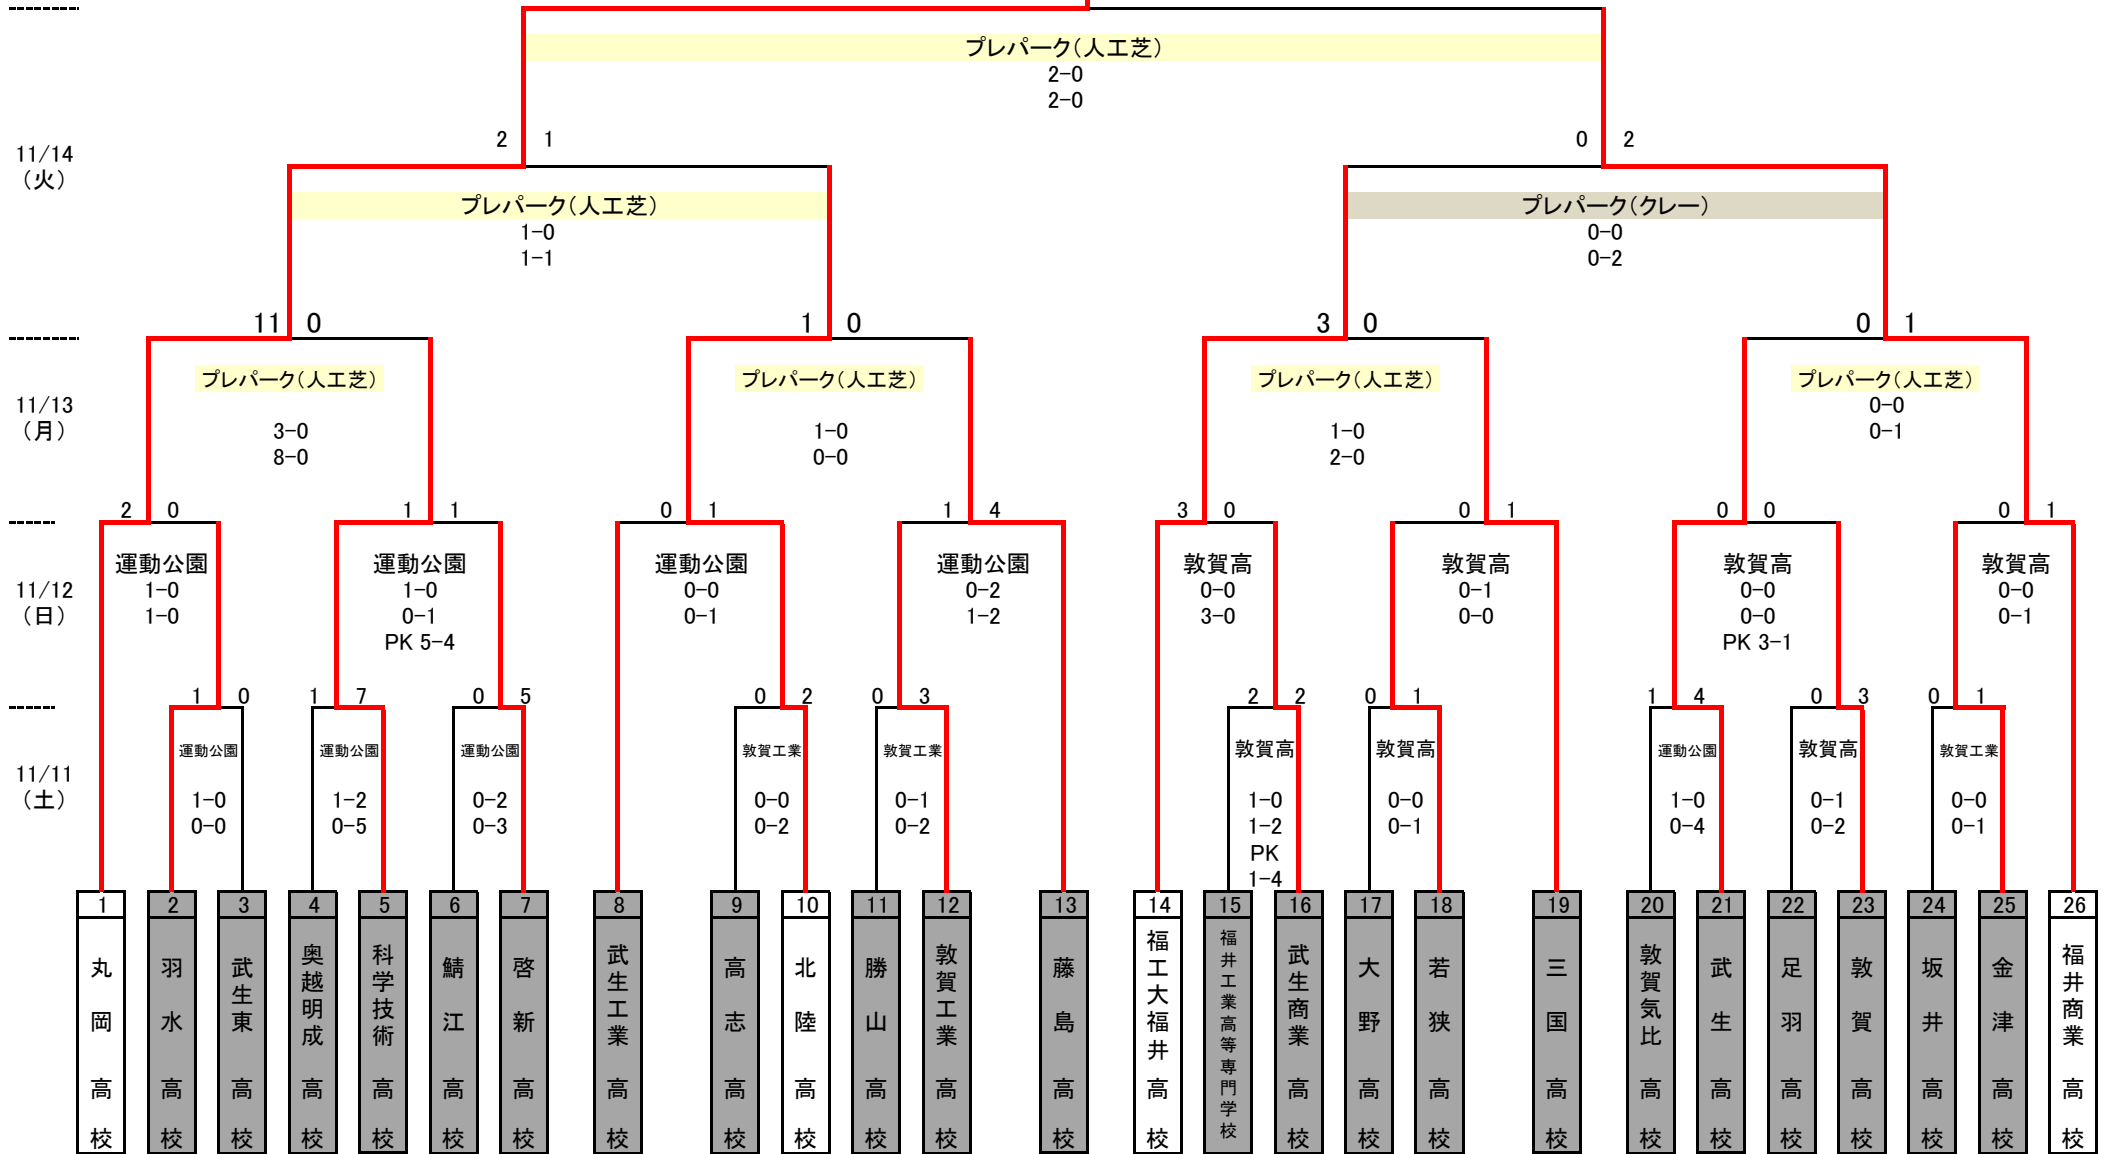 プレパーク(人工芝)
2-0
2-0
2 1
0 2
11/14
(火)
プレパーク(人工芝)
1-0
1-1
プレパーク(クレー)
0-0
0-2
11 0
1 0
3 0
0 1
11/13
(月)
プレパーク(人工芝)
3-0
8-0
プレパーク(人工芝)
1-0
0-0
プレパーク(人工芝)
1-0
2-0
プレパーク(人工芝)
0-0
0-1
2 0
1 1
0 1
1 4
3 0
0 1
0 0
0 1
11/12
(日)
運動公園
1-0
1-0
運動公園
1-0
0-1
PK 5-4
運動公園
0-0
0-1
運動公園
0-2
1-2
敦賀高
0-0
3-0
敦賀高
0-1
0-0
敦賀高
0-0
0-0
PK 3-1
敦賀高
0-0
0-1
1 0
1 7
0 5
0 2
0 3
2 2
0 1
1 4
0 3
0 1
11/11
(土)
運動公園
1-0
0-0
運動公園
1-2
0-5
運動公園
0-2
0-3
敦賀工業
0-0
0-2
敦賀工業
0-1
0-2
敦賀高
1-0
1-2
PK
1-4
敦賀高
0-0
0-1
運動公園
1-0
0-4
敦賀高
0-1
0-2
敦賀工業
0-0
0-1
1 丸岡高校
2 羽水高校
3 武生東高校
4 奥越明成高校
5 科学技術高校
6 鯖江高校
7 啓新高校
8 武生工業高校
9 高志高校
10 北陸高校
11 勝山高校
12 敦賀工業高校
13 藤島高校
14 福工大福井高校
15 福井工業高等専門学校
16 武生商業高校
17 大野高校
18 若狭高校
19 三国高校
20 敦賀気比高校
21 武生高校
22 足羽高校
23 敦賀高校
24 坂井高校
25 金津高校
26 福井商業高校